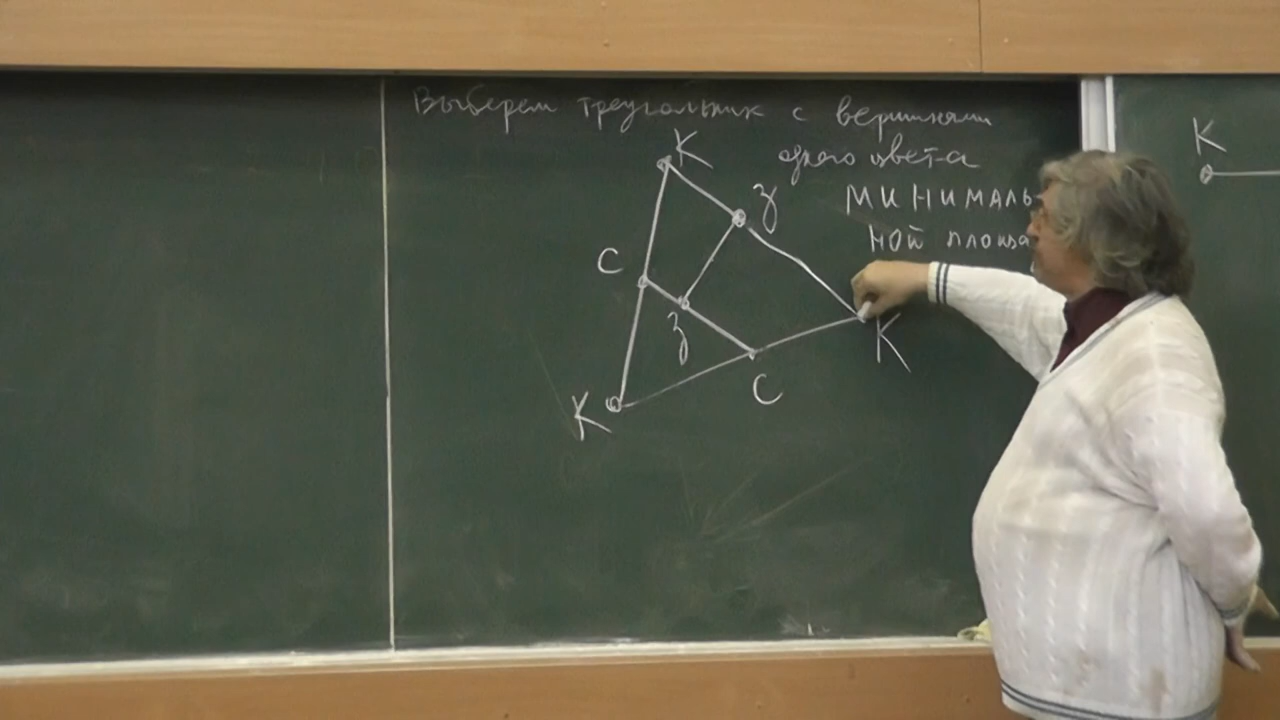 Выберем треугольник с вершинами
одного цвета
МИНИМАЛЬ-
НОЙ ПЛОЩА
К
К
З
С
З
К
С
К